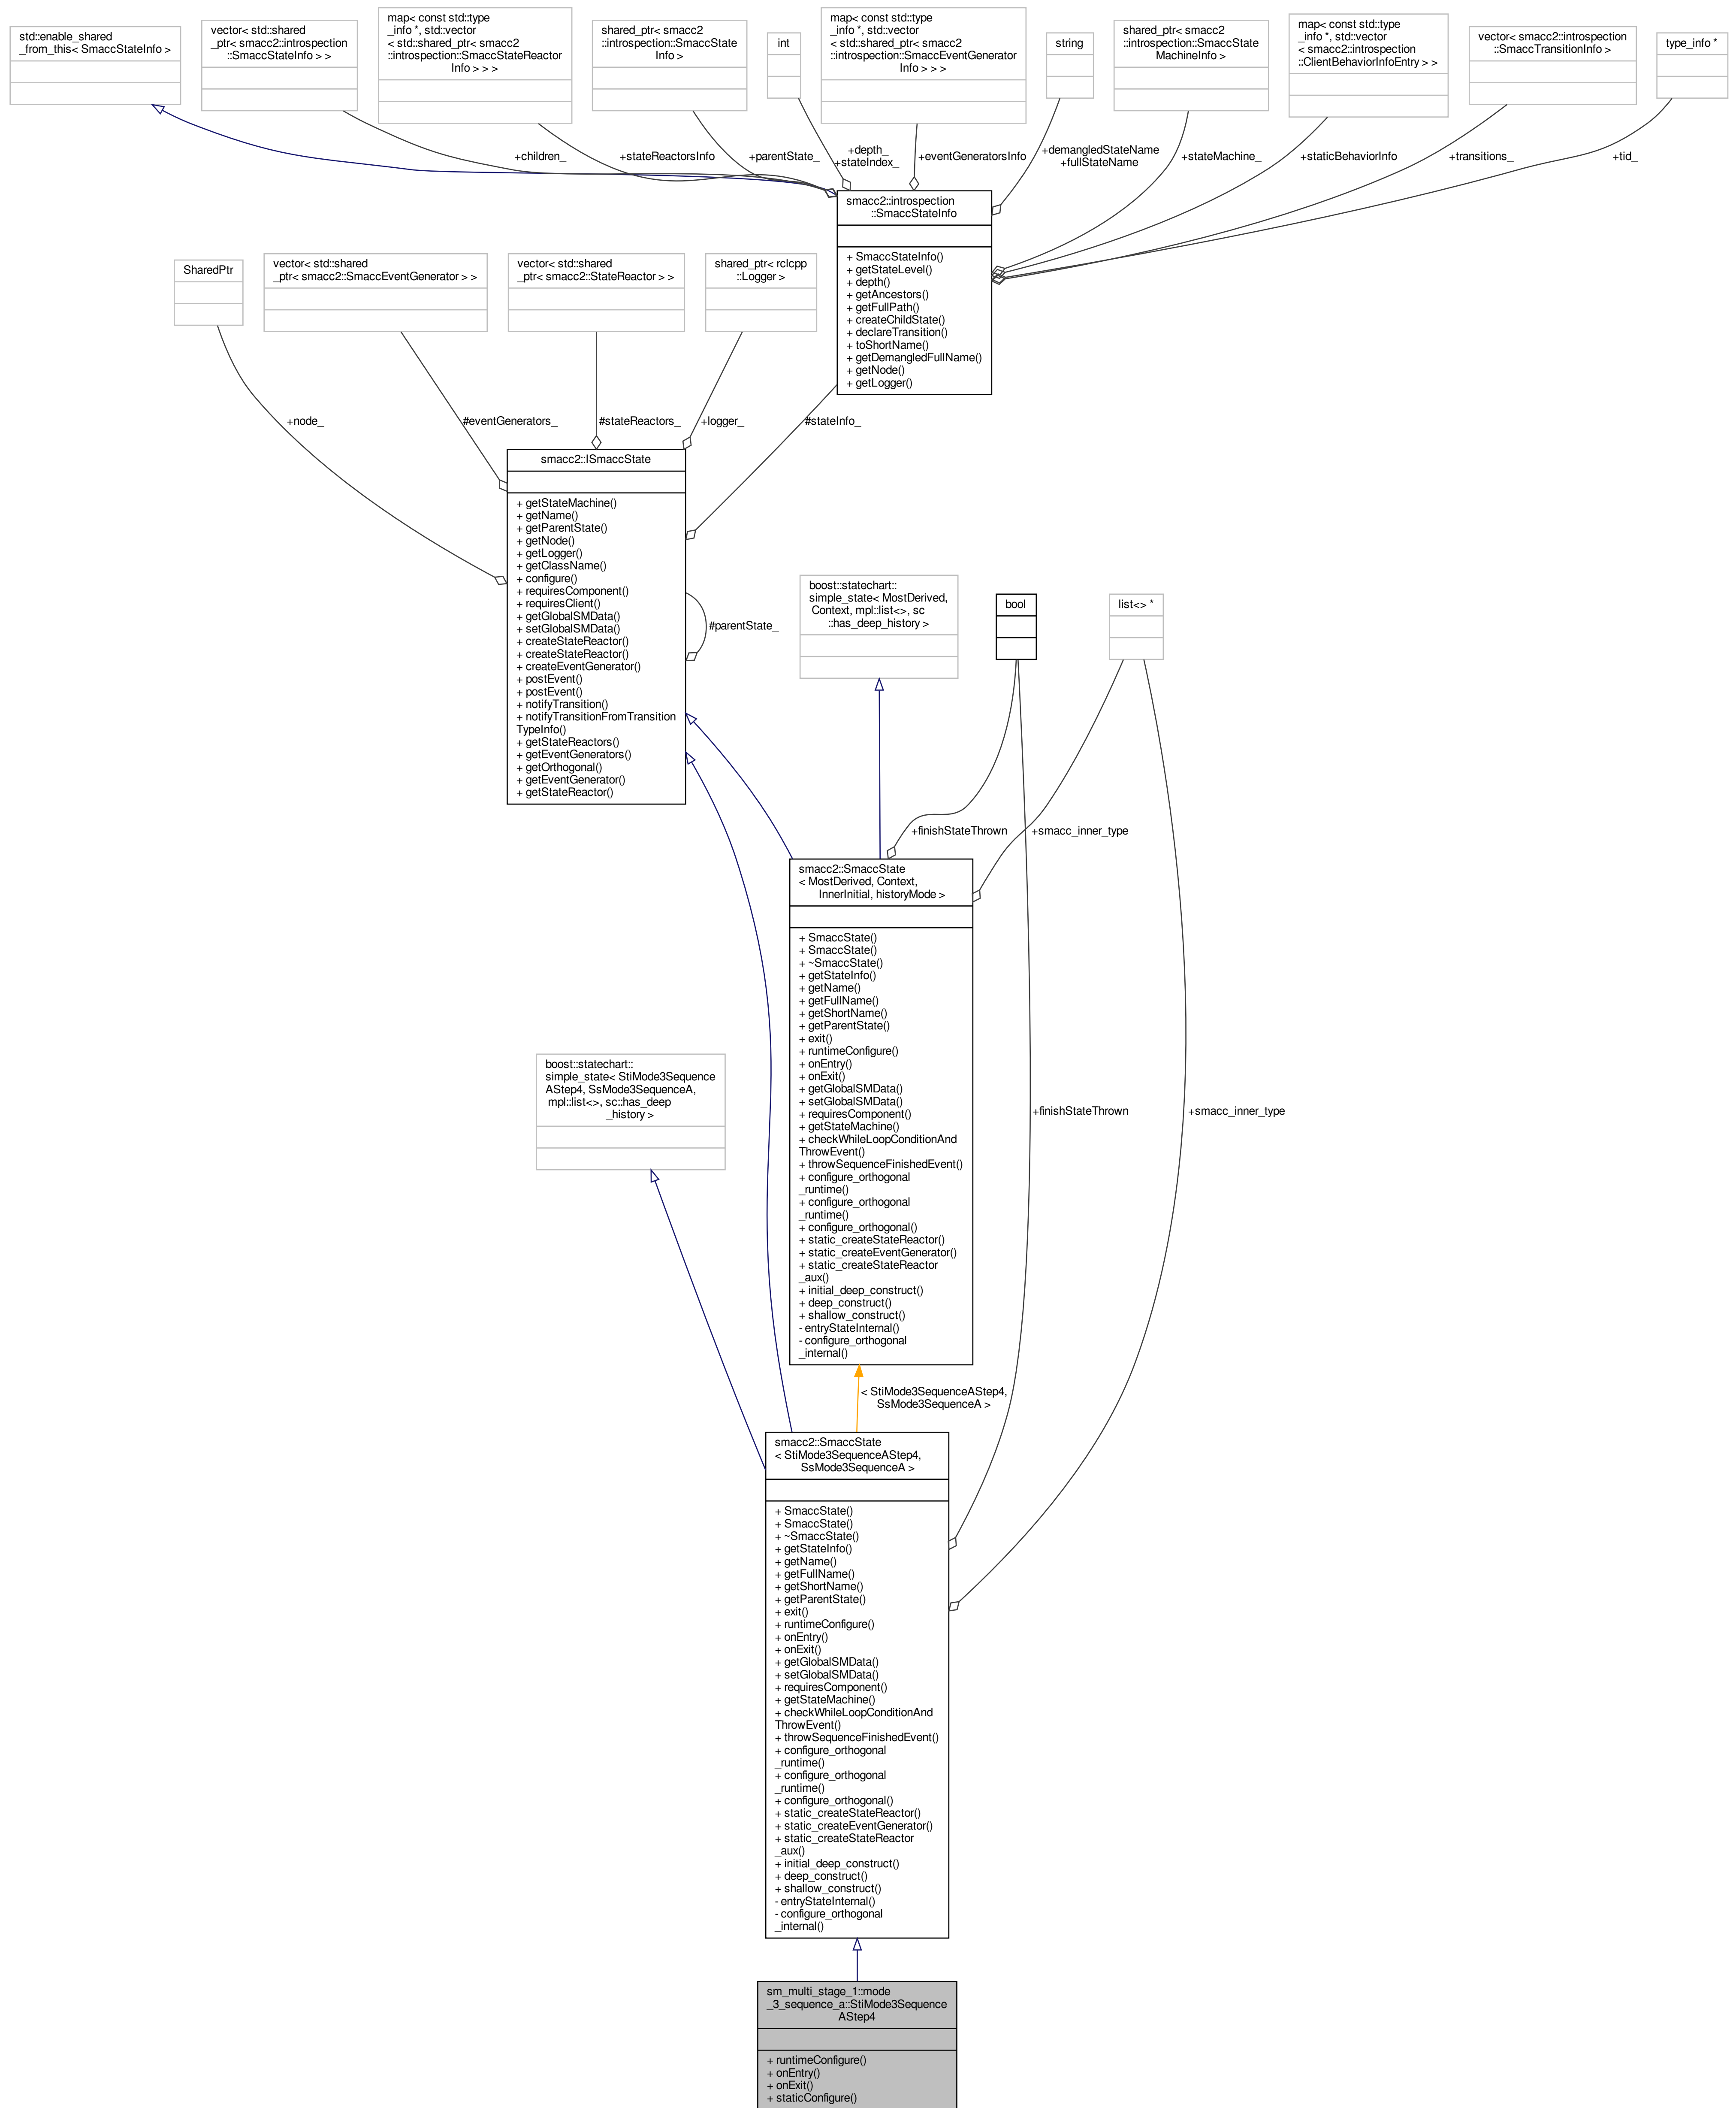 std::enable_shared
_from_this< SmaccStateInfo >
vector< std::shared
_ptr< smacc2::introspection
::SmaccStateInfo > >
map< const std::type
_info *, std::vector
< std::shared_ptr< smacc2
::introspection::SmaccStateReactor
Info > > >
shared_ptr< smacc2
::introspection::SmaccState
Info >
int
map< const std::type
_info *, std::vector
< std::shared_ptr< smacc2
::introspection::SmaccEventGenerator
Info > > >
string
shared_ptr< smacc2
::introspection::SmaccState
MachineInfo >
map< const std::type
_info *, std::vector
< smacc2::introspection
::ClientBehaviorInfoEntry > >
vector< smacc2::introspection
::SmaccTransitionInfo >
type_info *
+children_
+stateReactorsInfo
+parentState_
+depth_
+stateIndex_
+eventGeneratorsInfo
+demangledStateName
+fullStateName
+stateMachine_
+staticBehaviorInfo
+transitions_
+tid_
smacc2::introspection
::SmaccStateInfo
+ SmaccStateInfo()
+ getStateLevel()
+ depth()
+ getAncestors()
+ getFullPath()
+ createChildState()
+ declareTransition()
+ toShortName()
+ getDemangledFullName()
+ getNode()
+ getLogger()
SharedPtr
vector< std::shared
_ptr< smacc2::SmaccEventGenerator > >
vector< std::shared
_ptr< smacc2::StateReactor > >
shared_ptr< rclcpp
::Logger >
+node_
#eventGenerators_
#stateReactors_
+logger_
#stateInfo_
smacc2::ISmaccState
+ getStateMachine()
+ getName()
+ getParentState()
+ getNode()
+ getLogger()
+ getClassName()
+ configure()
+ requiresComponent()
+ requiresClient()
+ getGlobalSMData()
+ setGlobalSMData()
+ createStateReactor()
+ createStateReactor()
+ createEventGenerator()
+ postEvent()
+ postEvent()
+ notifyTransition()
+ notifyTransitionFromTransition
TypeInfo()
+ getStateReactors()
+ getEventGenerators()
+ getOrthogonal()
+ getEventGenerator()
+ getStateReactor()
#parentState_
boost::statechart::
simple_state< MostDerived,
Context, mpl::list<>, sc
::has_deep_history >
bool
list<> *
+finishStateThrown
+smacc_inner_type
smacc2::SmaccState
< MostDerived, Context,
InnerInitial, historyMode >
+ SmaccState()
+ SmaccState()
+ ~SmaccState()
+ getStateInfo()
+ getName()
+ getFullName()
+ getShortName()
+ getParentState()
+ exit()
+ runtimeConfigure()
+ onEntry()
+ onExit()
+ getGlobalSMData()
+ setGlobalSMData()
+ requiresComponent()
+ getStateMachine()
+ checkWhileLoopConditionAnd
ThrowEvent()
+ throwSequenceFinishedEvent()
+ configure_orthogonal
_runtime()
+ configure_orthogonal
_runtime()
+ configure_orthogonal()
+ static_createStateReactor()
+ static_createEventGenerator()
+ static_createStateReactor
_aux()
+ initial_deep_construct()
+ deep_construct()
+ shallow_construct()
- entryStateInternal()
- configure_orthogonal
_internal()
boost::statechart::
simple_state< StiMode3Sequence
AStep4, SsMode3SequenceA,
mpl::list<>, sc::has_deep
_history >
+finishStateThrown
+smacc_inner_type
< StiMode3SequenceAStep4,
SsMode3SequenceA >
smacc2::SmaccState
< StiMode3SequenceAStep4,
SsMode3SequenceA >
+ SmaccState()
+ SmaccState()
+ ~SmaccState()
+ getStateInfo()
+ getName()
+ getFullName()
+ getShortName()
+ getParentState()
+ exit()
+ runtimeConfigure()
+ onEntry()
+ onExit()
+ getGlobalSMData()
+ setGlobalSMData()
+ requiresComponent()
+ getStateMachine()
+ checkWhileLoopConditionAnd
ThrowEvent()
+ throwSequenceFinishedEvent()
+ configure_orthogonal
_runtime()
+ configure_orthogonal
_runtime()
+ configure_orthogonal()
+ static_createStateReactor()
+ static_createEventGenerator()
+ static_createStateReactor
_aux()
+ initial_deep_construct()
+ deep_construct()
+ shallow_construct()
- entryStateInternal()
- configure_orthogonal
_internal()
sm_multi_stage_1::mode
_3_sequence_a::StiMode3Sequence
AStep4
+ runtimeConfigure()
+ onEntry()
+ onExit()
+ staticConfigure()